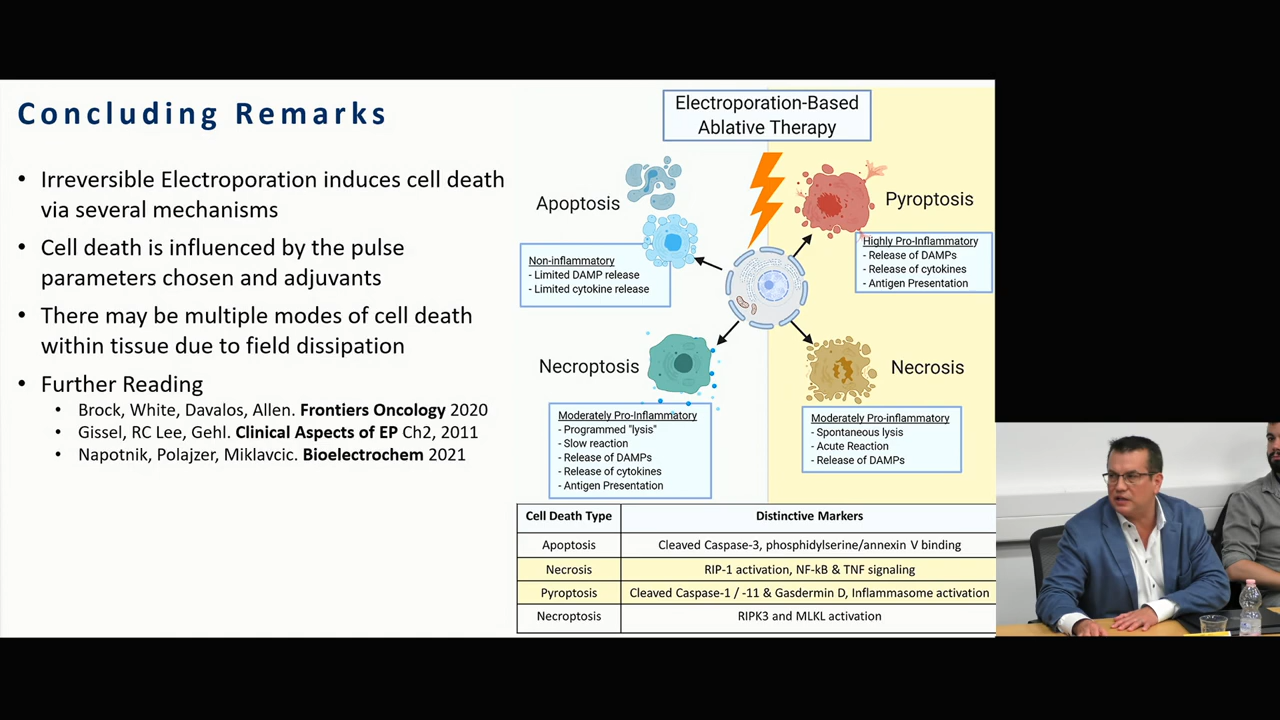 Concluding Remarks
• Irreversible Electroporation induces cell death
via several mechanisms
• Cell death is influenced by the pulse
parameters chosen and adjuvants
• There may be multiple modes of cell death
within tissue due to field dissipation
• Further Reading
• Brock, White, Davalos, Allen. Frontiers Oncology 2020
• Gissel, RC Lee, Gehl. Clinical Aspects of EP Ch2, 2011
• Napotnik, Polajzer, Miklavcic. Bioelectrochem 2021
Electroporation-Based
Ablative Therapy
Apoptosis
Non-inflammatory
- Limited DAMP release
- Limited cytokine release
Pyroptosis
Highly Pro-Inflammatory
- Release of DAMPs
- Release of cytokines
- Antigen Presentation
Necroptosis
Moderately Pro-Inflammatory
- Programmed "lysis"
- Slow reaction
- Release of DAMPs
- Release of cytokines
- Antigen Presentation
Necrosis
Moderately Pro-inflammatory
- Spontaneous lysis
- Acute Reaction
- Release of DAMPs
Cell Death Type Distinctive Markers
Apoptosis Cleaved Caspase-3, phosphidylserine/annexin V binding
Necrosis RIP-1 activation, NF-kB & TNF signaling
Pyroptosis Cleaved Caspase-1 / -11 & Gasdermin D, Inflammasome activation
Necroptosis RIPK3 and MLKL activation